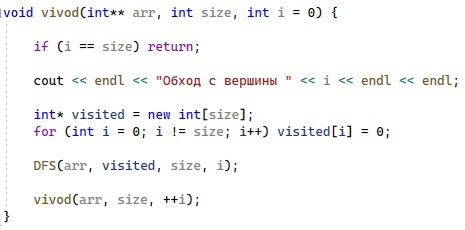 void vivod(int** arr, int size, int i = 0) {
if (i == size) return;
cout << endl << "Обход с вершины " << i << endl << endl;
int* visited = new int[size];
for (int i = 0; i != size; i++) visited[i] = 0;
DFS(arr, visited, size, i);
vivod(arr, size, ++i);
}